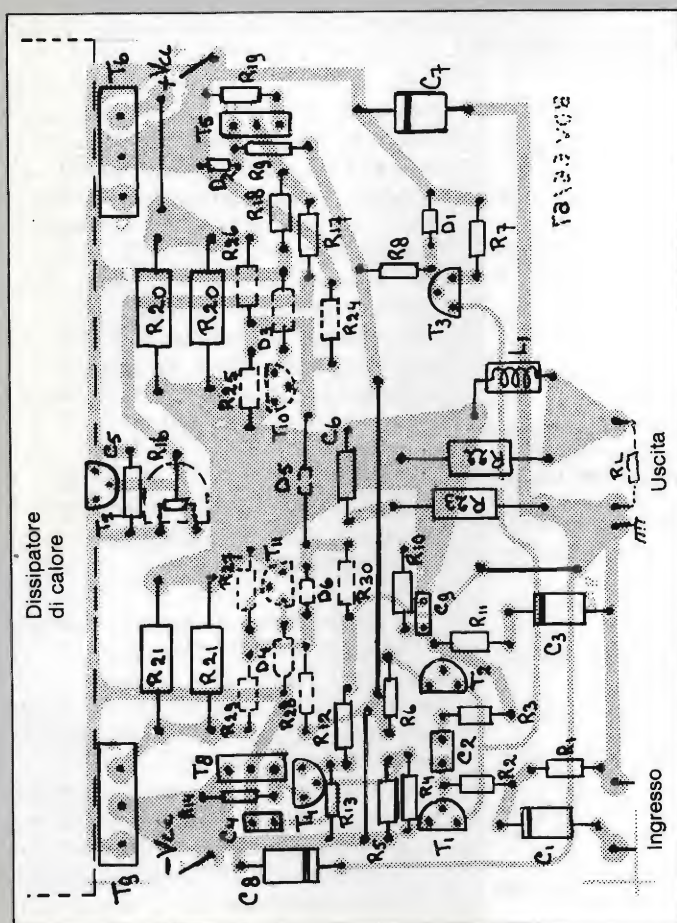 Dissipatore
di calore
T6
+Vcc
R19
T5
D2
R9
R18
R17
R26
D3
R24
R20
R20
R25
T10
C5
R16
T7
D5
C6
R27
T11
D6
R30
D4
R21
R21
R29
R28
R12
T8
R14
C4
T4
R13
T9
-Vcc
C8
C7
D1
R8
R7
T3
L1
R22
R23
RL
Uscita
R10
C9
R11
C3
T2
R6
R3
C2
R2
R1
R4
R5
T1
C1
Ingresso